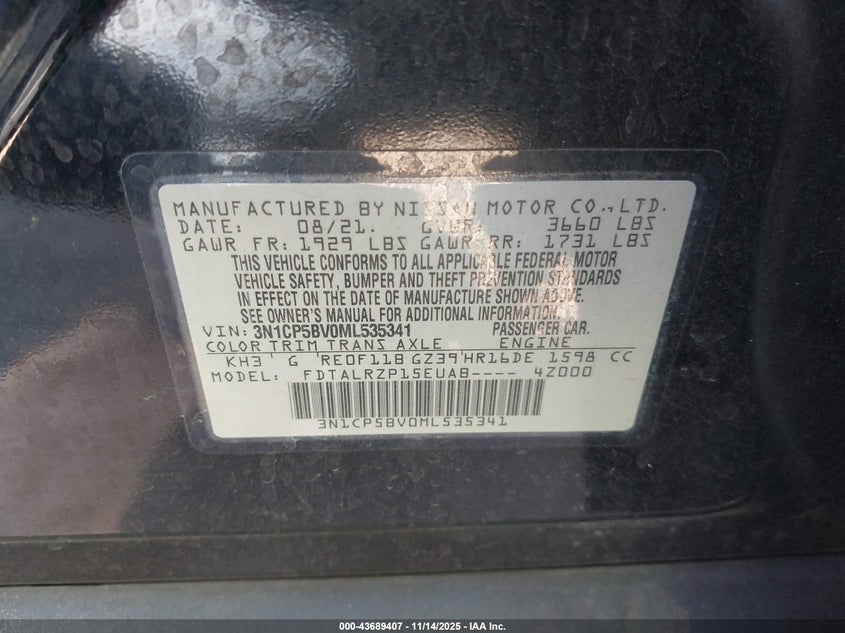 MANUFACTURED BY NISSAN MOTOR CO., LTD.
DATE: 08/21. GVWR 3660 LBS
GAWR FR: 1929 LBS GAWR RR: 1731 LBS
THIS VEHICLE CONFORMS TO ALL APPLICABLE FEDERAL MOTOR
VEHICLE SAFETY, BUMPER AND THEFT PREVENTION STANDARDS
IN EFFECT ON THE DATE OF MANUFACTURE SHOWN ABOVE.
SEE OWNER'S MANUAL FOR ADDITIONAL INFORMATION.
VIN: 3N1CP5BV0ML535341 PASSENGER CAR.
COLOR TRIM TRANS AXLE ENGINE
KH3 G RE0F11B GZ39 HR16DE 1598 CC
MODEL: FDTALRZP15EUAB---- 4Z000
3N1CP5BV0ML535341
000-43689407 - 11/14/2025 - IAA Inc.